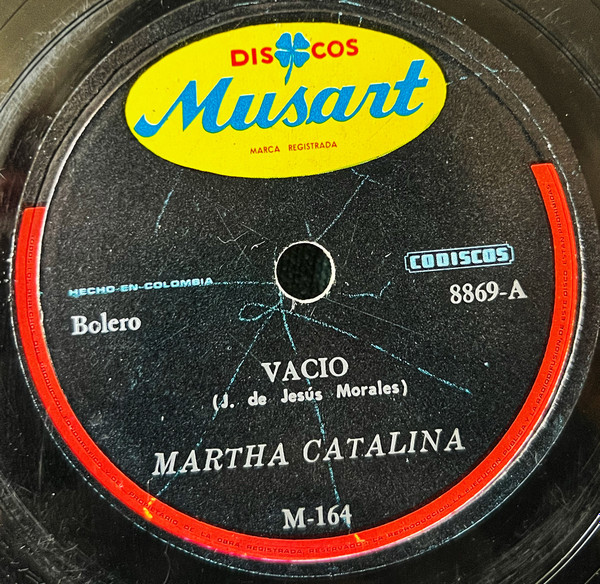 DISCOS
Musart
MARCA REGISTRADA
CODISCOS
HECHO EN COLOMBIA
8869-A
Bolero
VACIO
(J. de Jesús Morales)
MARTHA CATALINA
M-164